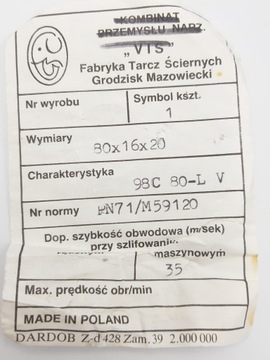 KOMBINAT
PRZEMYSŁU NARZ.
„VIS"
Fabryka Tarcz Ściernych
Grodzisk Mazowiecki
Nr wyrobu
Symbol kszt.
1
Wymiary
80x16x20
Charakterystyka
98C 80-L V
Nr normy PN71/M59120
Dop. szybkość obwodowa (m/sek)
przy szlifowaniu
maszynowym
35
Max. prędkość obr/min
MADE IN POLAND
DARDOB Z-d 428 Zam. 39 2.000 000